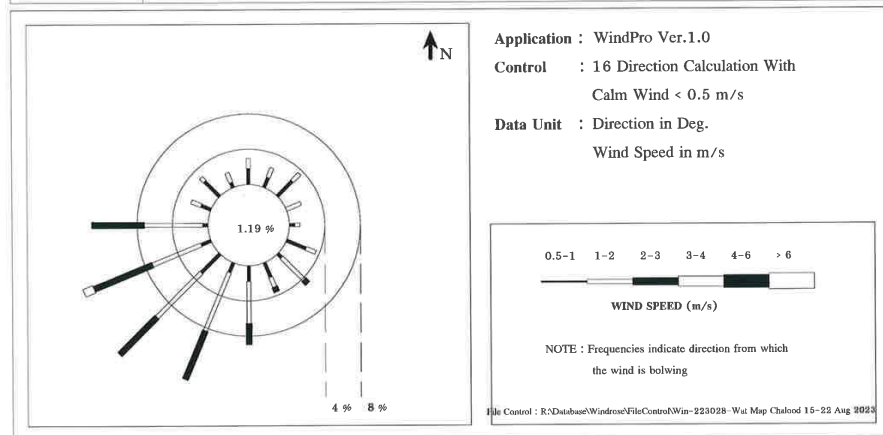 N
Application : WindPro Ver.1.0
Control : 16 Direction Calculation With
Calm Wind < 0.5 m/s
Data Unit : Direction in Deg.
Wind Speed in m/s
1.19 %
4 % 8 %
0.5-1 1-2 2-3 3-4 4-6 > 6
WIND SPEED (m/s)
NOTE : Frequencies indicate direction from which
the wind is bolwing
File Control : R:\Database\Windrose\FileControl\Win-223028-Wat Map Chalood 15-22 Aug 2023